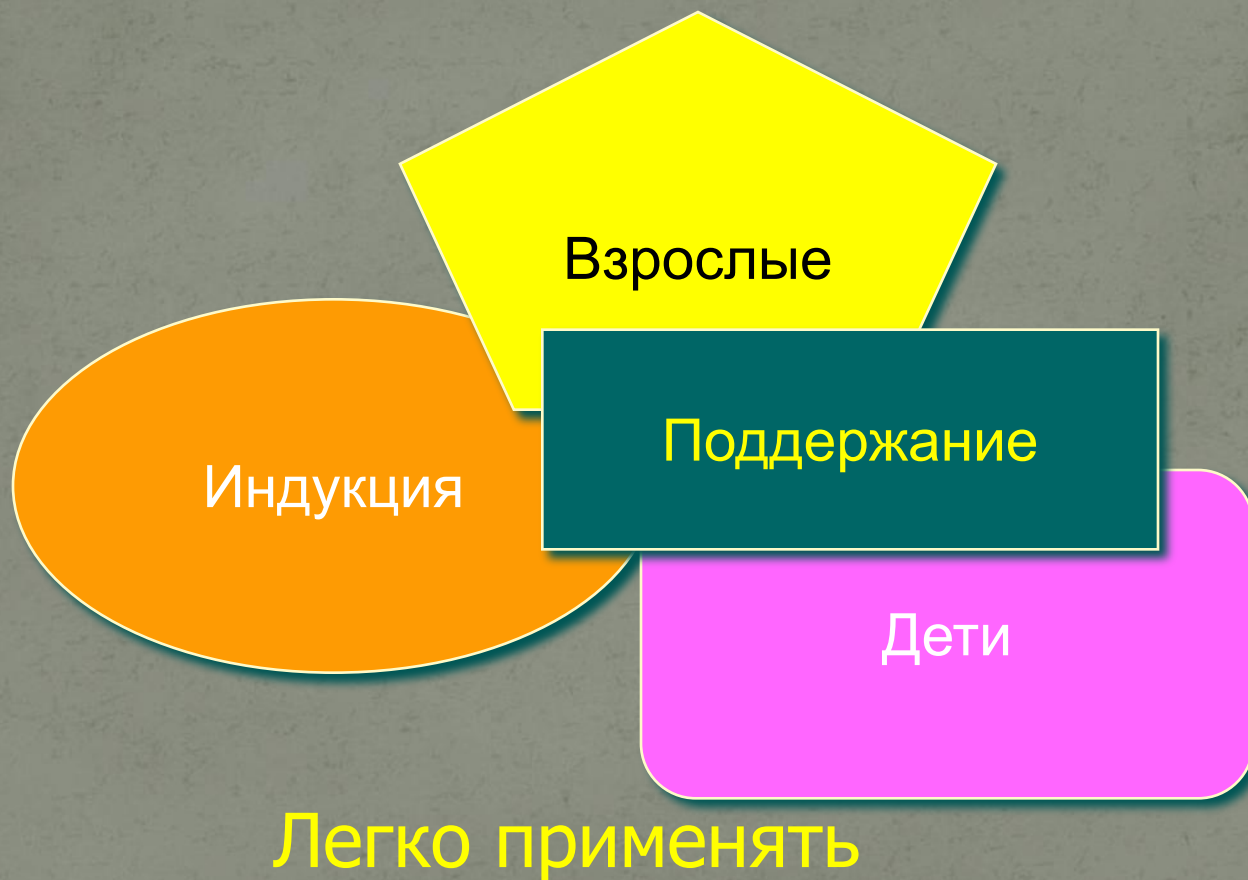 Взрослые
Поддержание
Индукция
Дети
Легко применять